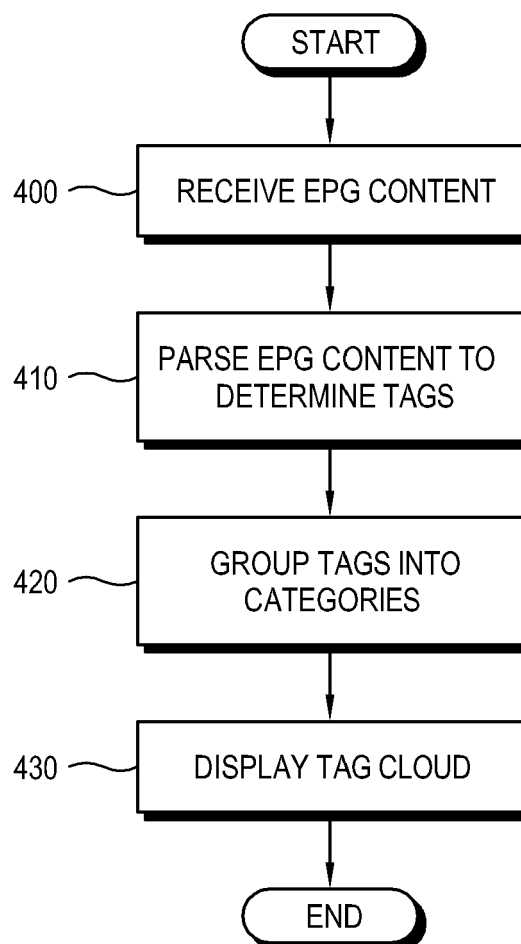 START
400
RECEIVE EPG CONTENT
410
PARSE EPG CONTENT TO
DETERMINE TAGS
420
GROUP TAGS INTO
CATEGORIES
430
DISPLAY TAG CLOUD
END